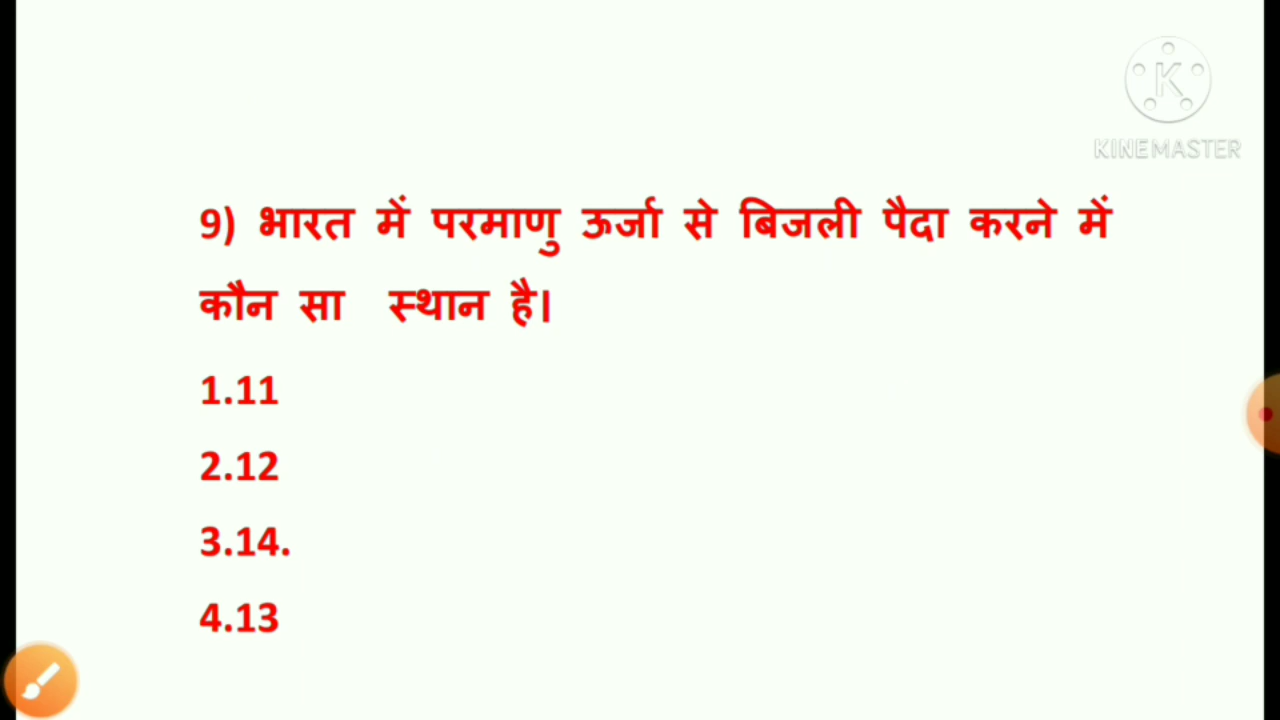 KINEMASTER
9) भारत में परमाणु ऊर्जा से बिजली पैदा करने में
कौन सा स्थान है।
1.11
2.12
3.14.
4.13